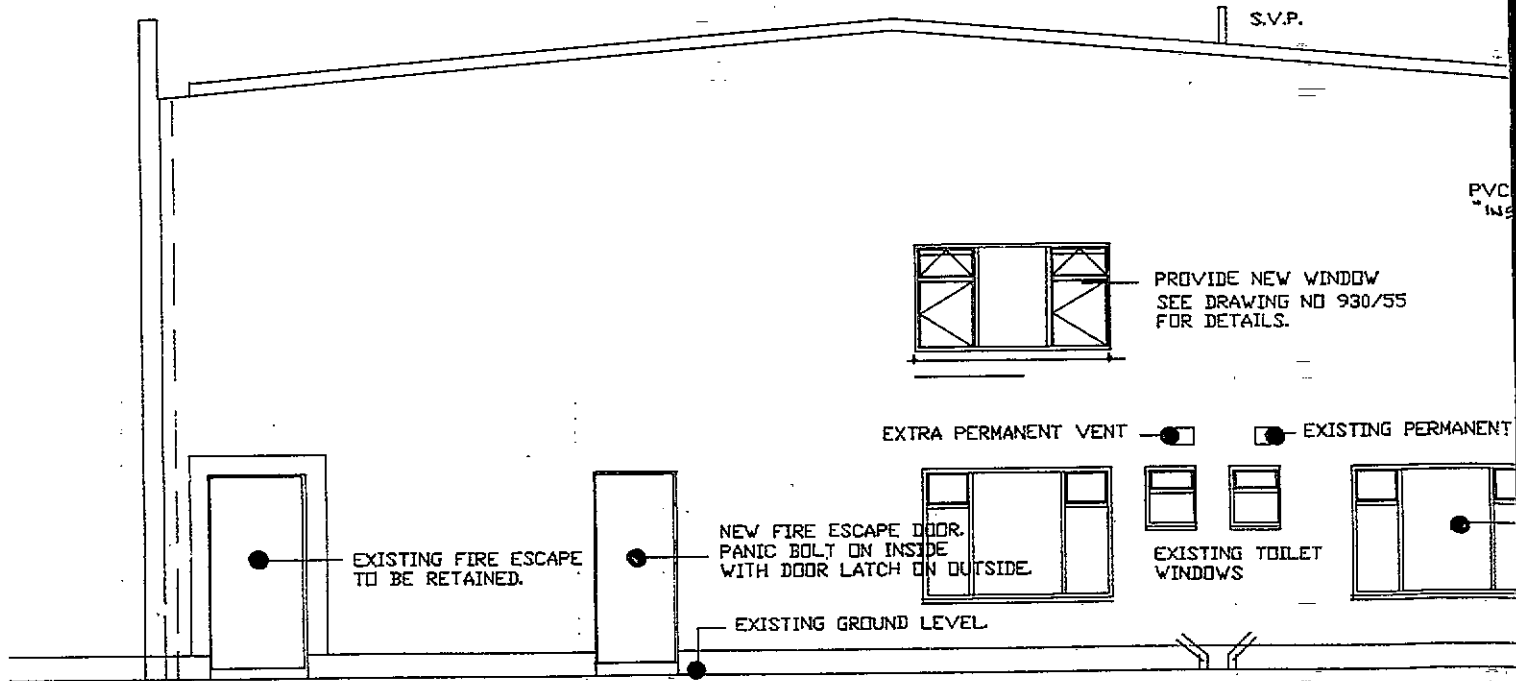 S.V.P.
PVC
"INS
PROVIDE NEW WINDOW
SEE DRAWING NO 930/55
FOR DETAILS.
EXTRA PERMANENT VENT
EXISTING PERMANENT
NEW FIRE ESCAPE DOOR.
PANIC BOLT ON INSIDE
WITH DOOR LATCH ON OUTSIDE.
EXISTING FIRE ESCAPE
TO BE RETAINED.
EXISTING TOILET
WINDOWS
EXISTING GROUND LEVEL.